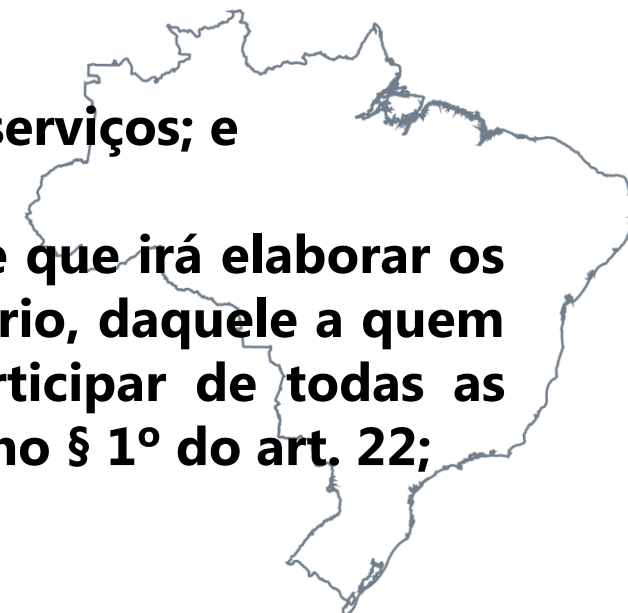 serviços; e
e que irá elaborar os
rio, daquele a quem
rticipar de todas as
no § 1º do art. 22;